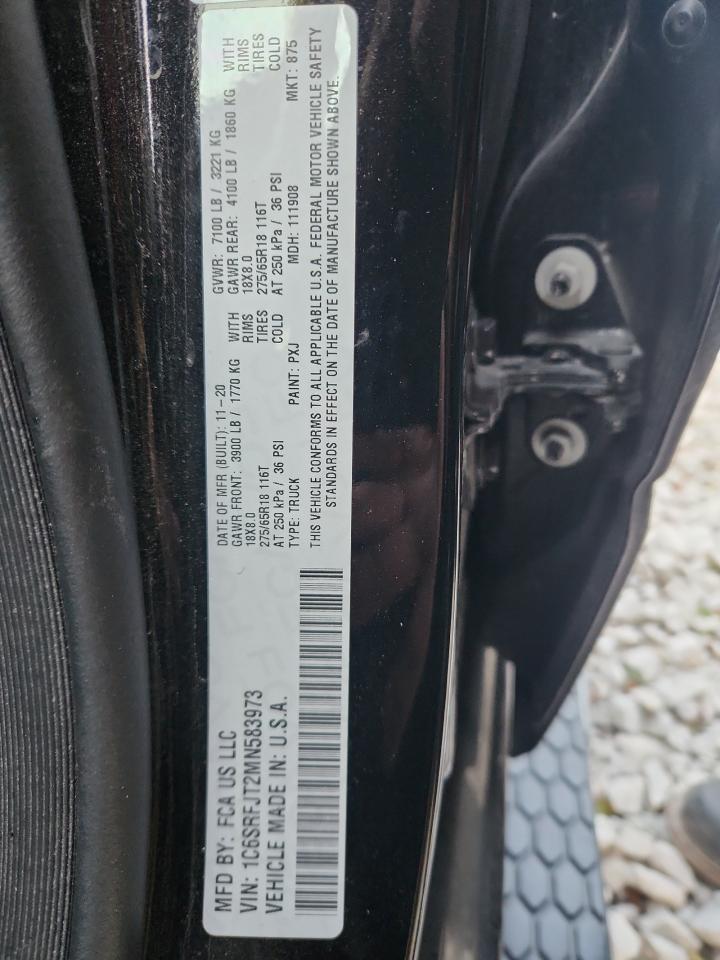 MFD BY: FCA US LLC
VIN: 1C6SRFJT2MN583973
VEHICLE MADE IN: U.S.A.
DATE OF MFR (BUILT): 11-20 GVWR: 7100 LB / 3221 KG
GAWR FRONT: 3900 LB / 1770 KG WITH GAWR REAR: 4100 LB / 1860 KG WITH
18X8.0 RIMS 18X8.0 RIMS
275/65R18 116T TIRES 275/65R18 116T TIRES
AT 250 kPa / 36 PSI COLD AT 250 kPa / 36 PSI COLD
TYPE: TRUCK PAINT: PXJ MDH: 111908 MKT: 875
THIS VEHICLE CONFORMS TO ALL APPLICABLE U.S.A. FEDERAL MOTOR VEHICLE SAFETY
STANDARDS IN EFFECT ON THE DATE OF MANUFACTURE SHOWN ABOVE.